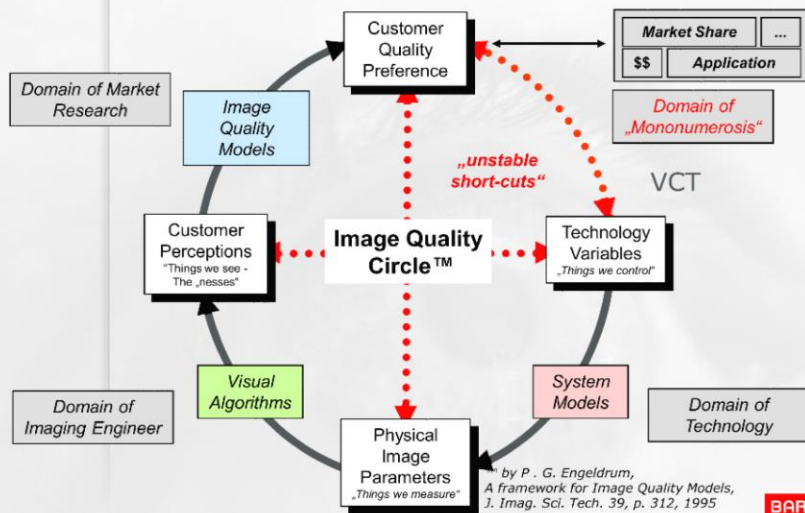 Customer
Quality
Preference
Market Share
...
$$
Application
Domain of Market
Research
Image
Quality
Models
Domain of
„Mononumerosis“
„unstable
short-cuts“
VCT
Customer
Perceptions
“Things we see -
The „nesses“
Image Quality
Circle™
Technology
Variables
„Things we control“
Visual
Algorithms
System
Models
Domain of
Imaging Engineer
Domain of
Technology
Physical
Image
Parameters
„Things we measure“
by P . G. Engeldrum,
A framework for Image Quality Models,
J. Imag. Sci. Tech. 39, p. 312, 1995